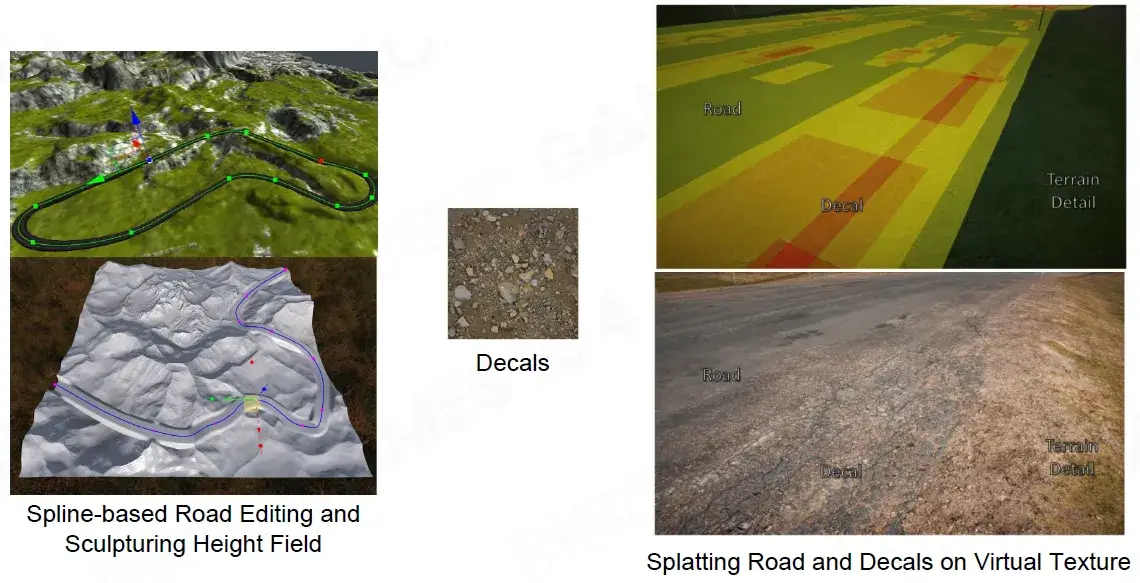 Road
Decal
Terrain
Detail
Decals
Road
Decal
Terrain
Detail
Spline-based Road Editing and
Sculpturing Height Field
Splatting Road and Decals on Virtual Texture